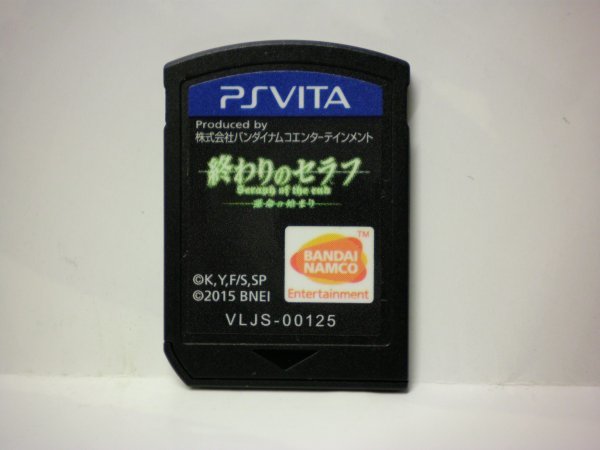 PSVITA
Produced by
株式会社バンダイナムコエンターテインメント
終わりのセラフ
Seraph of the end
運命の始まり
TM
BANDAI
NAMCO
Entertainment
©K,Y,F/S,SP
©2015 BNEI
VLJS-00125